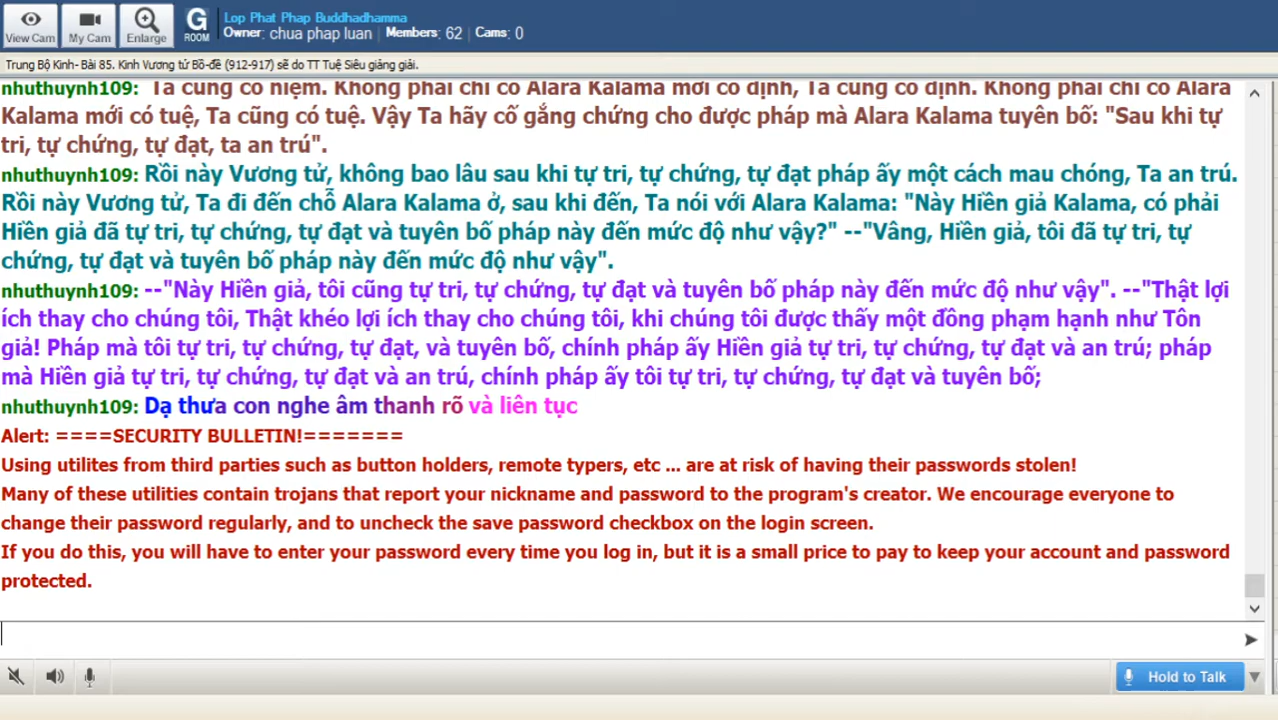 View Cam
My Cam
Enlarge
G
ROOM
Lop Phat Phap Buddhadhamma
Owner: chua phap luan | Members: 62 | Cams: 0
Trung Bộ Kinh- Bài 85. Kinh Vương tử Bồ-đề (912-917) sẽ do TT Tuệ Siêu giảng giải.
nhuthuynh109: Ta cũng có niệm. Không phải chỉ có Alara Kalama mới có định, Ta cũng có định. Không phải chỉ có Alara
Kalama mới có tuệ, Ta cũng có tuệ. Vậy Ta hãy cố gắng chứng cho được pháp mà Alara Kalama tuyên bố: "Sau khi tự
tri, tự chứng, tự đạt, ta an trú".
nhuthuynh109: Rồi này Vương tử, không bao lâu sau khi tự tri, tự chứng, tự đạt pháp ấy một cách mau chóng, Ta an trú.
Rồi này Vương tử, Ta đi đến chỗ Alara Kalama ở, sau khi đến, Ta nói với Alara Kalama: "Này Hiền giả Kalama, có phải
Hiền giả đã tự tri, tự chứng, tự đạt và tuyên bố pháp này đến mức độ như vậy?" --"Vâng, Hiền giả, tôi đã tự tri, tự
chứng, tự đạt và tuyên bố pháp này đến mức độ như vậy".
nhuthuynh109: --"Này Hiền giả, tôi cũng tự tri, tự chứng, tự đạt và tuyên bố pháp này đến mức độ như vậy". --"Thật lợi
ích thay cho chúng tôi, Thật khéo lợi ích thay cho chúng tôi, khi chúng tôi được thấy một đồng phạm hạnh như Tôn
giả! Pháp mà tôi tự tri, tự chứng, tự đạt, và tuyên bố, chính pháp ấy Hiền giả tự tri, tự chứng, tự đạt và an trú; pháp
mà Hiền giả tự tri, tự chứng, tự đạt và an trú, chính pháp ấy tôi tự tri, tự chứng, tự đạt và tuyên bố;
nhuthuynh109: Dạ thưa con nghe âm thanh rõ và liên tục
Alert: ====SECURITY BULLETIN!=======
Using utilites from third parties such as button holders, remote typers, etc ... are at risk of having their passwords stolen!
Many of these utilities contain trojans that report your nickname and password to the program's creator. We encourage everyone to
change their password regularly, and to uncheck the save password checkbox on the login screen.
If you do this, you will have to enter your password every time you log in, but it is a small price to pay to keep your account and password
protected.
Hold to Talk